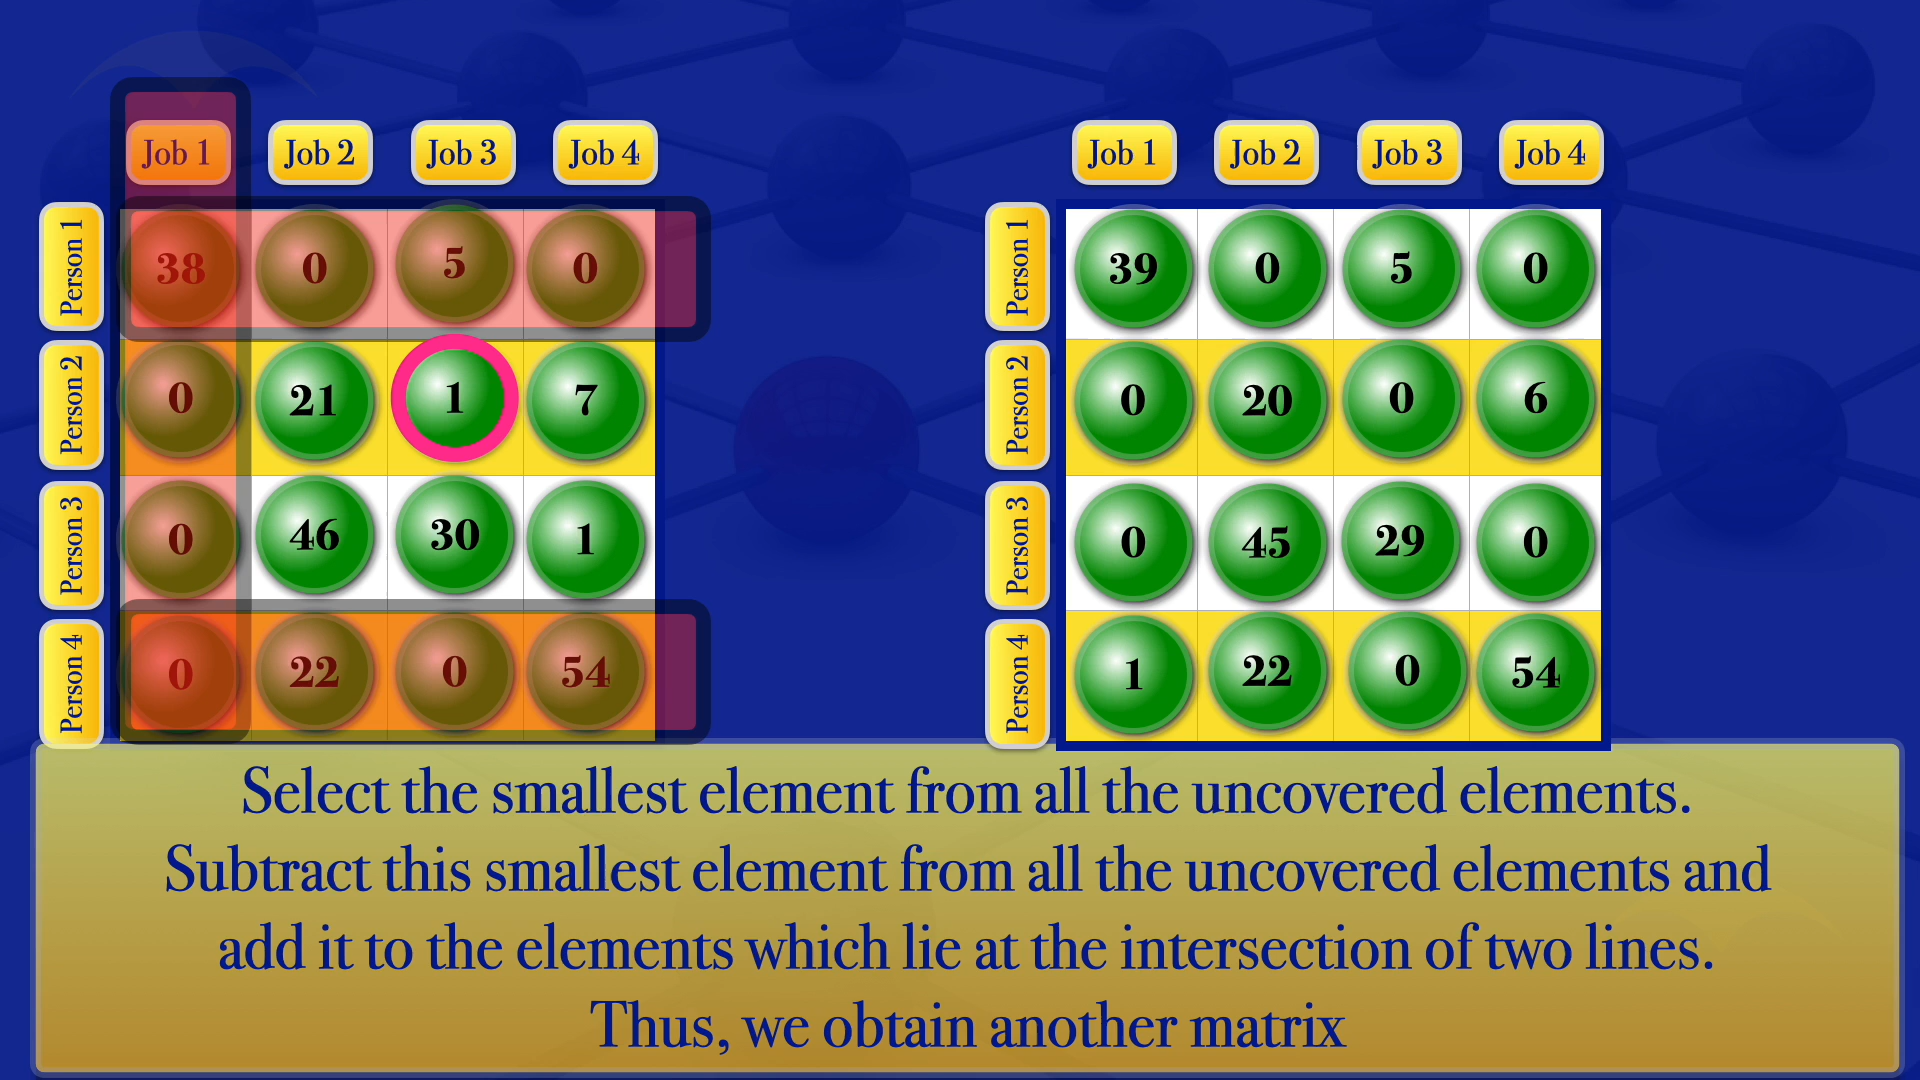 Job 1 Job 2 Job 3 Job 4
Person 1 38 0 5 0
Person 2 0 21 1 7
Person 3 0 46 30 1
Person 4 0 22 0 54
Job 1 Job 2 Job 3 Job 4
Person 1 39 0 5 0
Person 2 0 20 0 6
Person 3 0 45 29 0
Person 4 1 22 0 54
Select the smallest element from all the uncovered elements.
Subtract this smallest element from all the uncovered elements and
add it to the elements which lie at the intersection of two lines.
Thus, we obtain another matrix